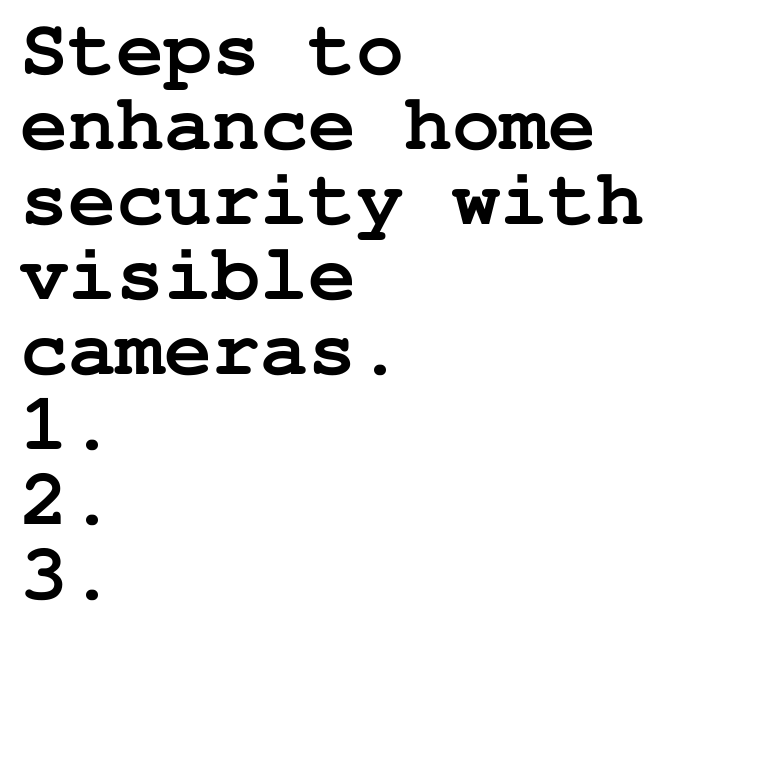 Steps to
enhance home
security with
visible
cameras.
1.
2.
3.